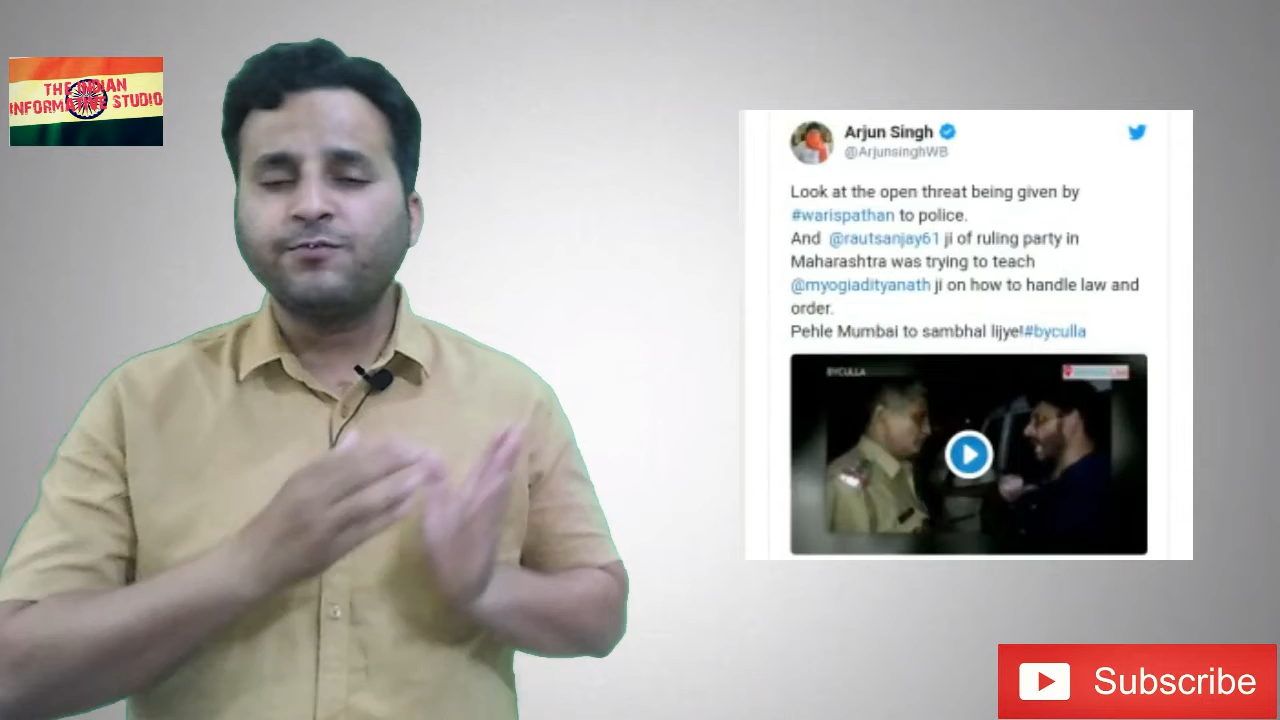 THE INDIAN
INFORMATIVE STUDIO
Arjun Singh
@ArjunsinghWB
Look at the open threat being given by
#warispathan to police.
And @rautsanjay61 ji of ruling party in
Maharashtra was trying to teach
@myogiadityanath ji on how to handle law and
order.
Pehle Mumbai to sambhal lijye!#byculla
BYCULLA
Subscribe